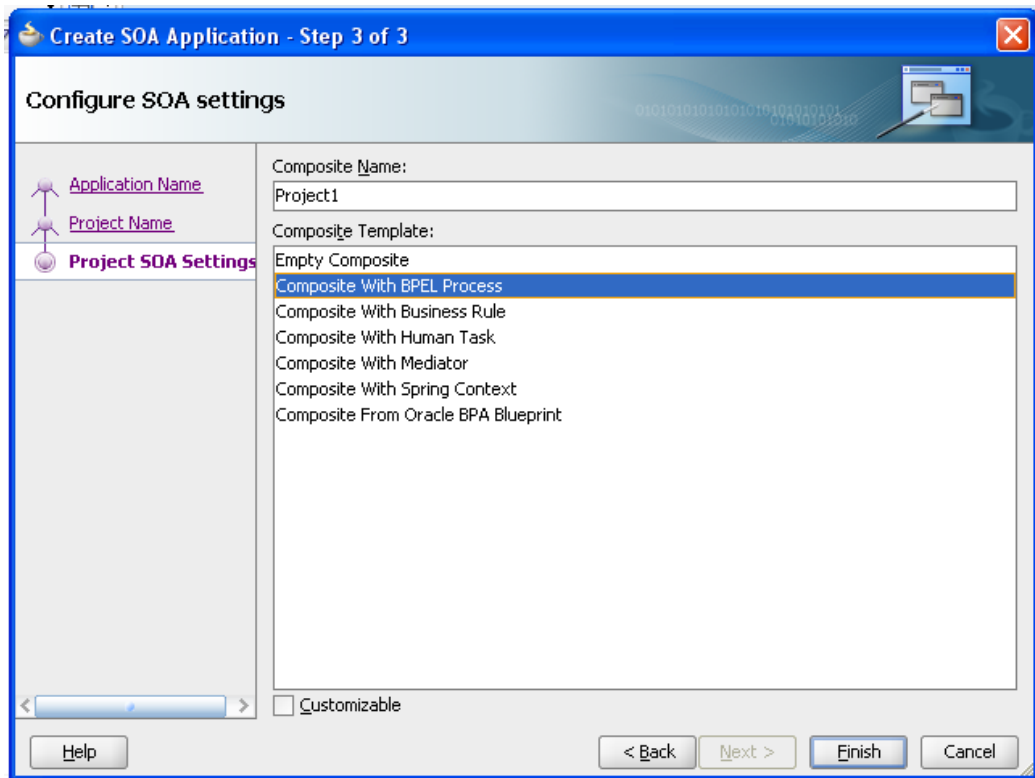 Create SOA Application - Step 3 of 3
Configure SOA settings
Application Name
Project Name
Project SOA Settings
Composite Name:
Project1
Composite Template:
Empty Composite
Composite With BPEL Process
Composite With Business Rule
Composite With Human Task
Composite With Mediator
Composite With Spring Context
Composite From Oracle BPA Blueprint
Customizable
Help
< Back
Next >
Finish
Cancel